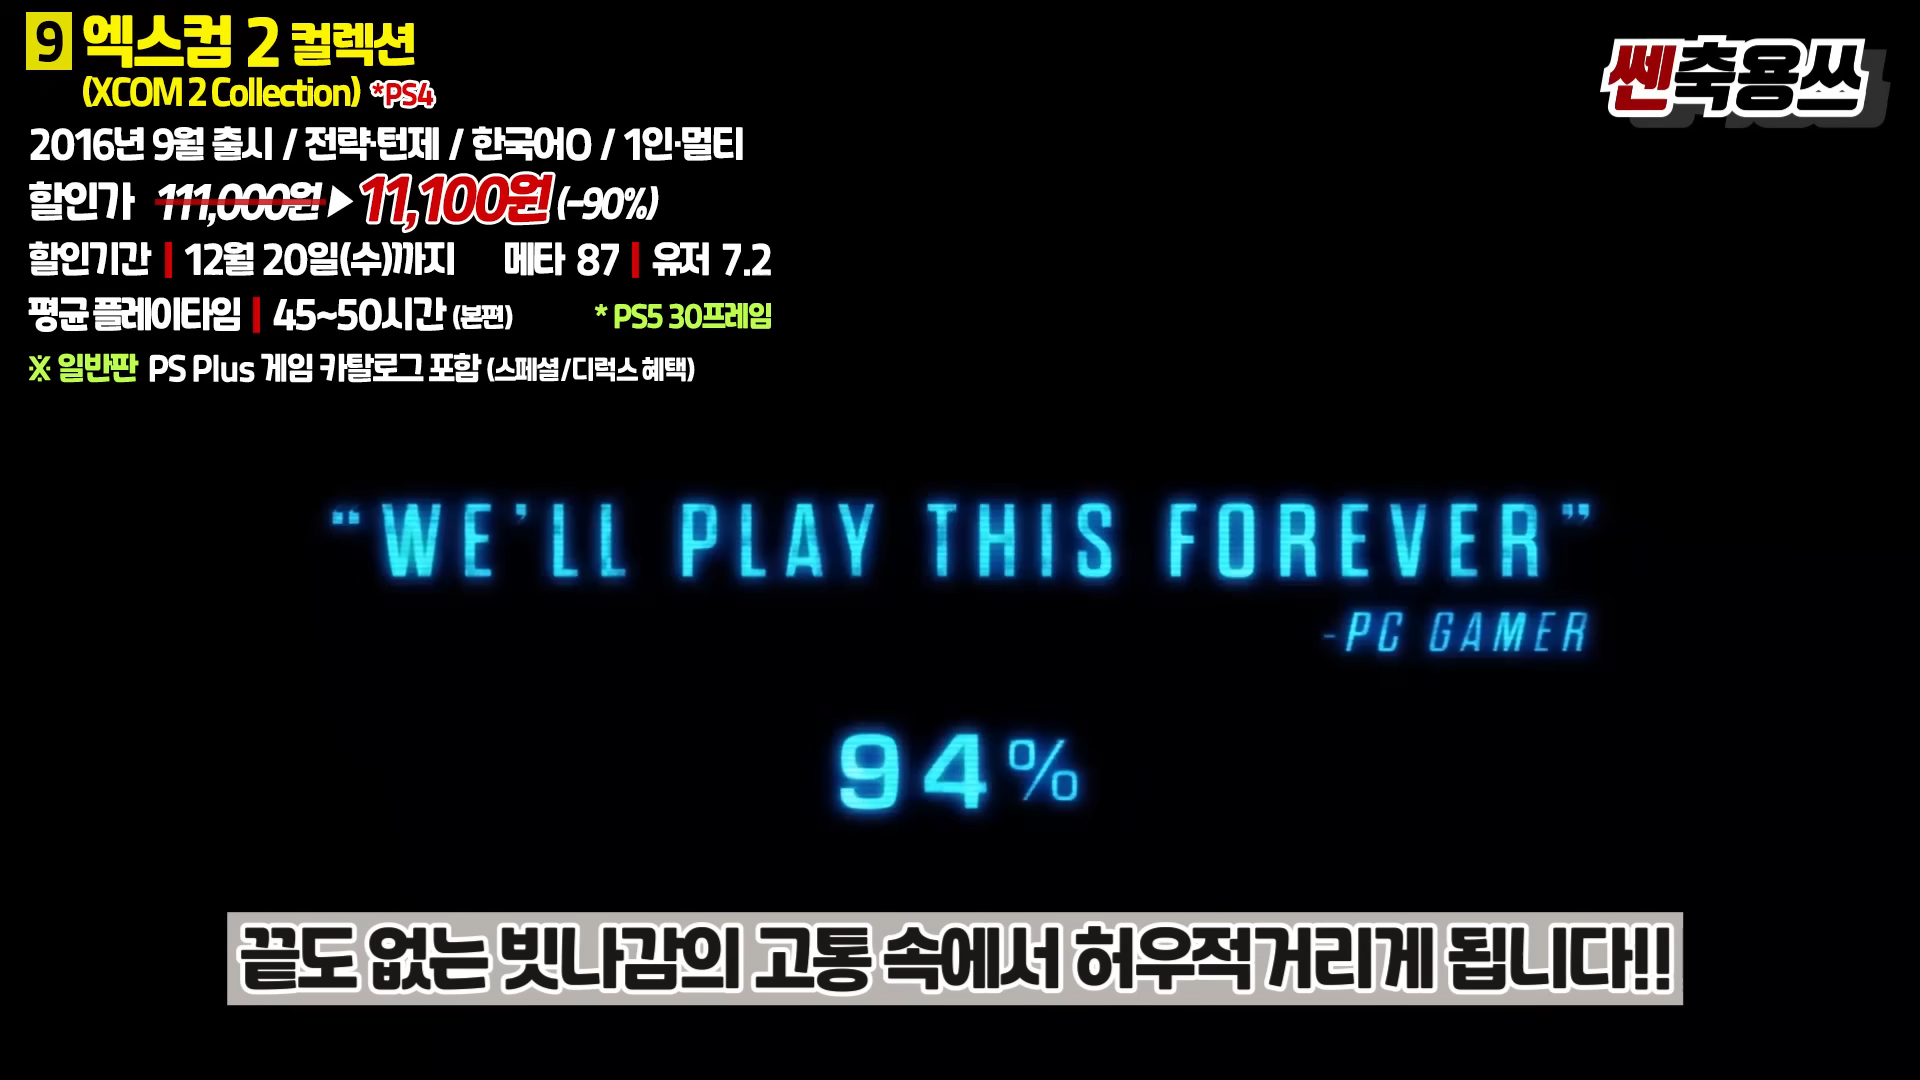 9 엑스컴 2 컬렉션
(XCOM 2 Collection) *PS4
쎈축용쓰
2016년 9월 출시 / 전략·턴제 / 한국어O / 1인·멀티
할인가 111,000원 ▶ 11,100원 (-90%)
할인기간 | 12월 20일(수)까지 메타 87 | 유저 7.2
평균 플레이타임 | 45~50시간 (본편) * PS5 30프레임
※ 일반판 PS Plus 게임 카탈로그 포함 (스페셜/디럭스 혜택)
“WE’LL PLAY THIS FOREVER”
-PC GAMER
94%
끝도 없는 빗나감의 고통 속에서 허우적거리게 됩니다!!